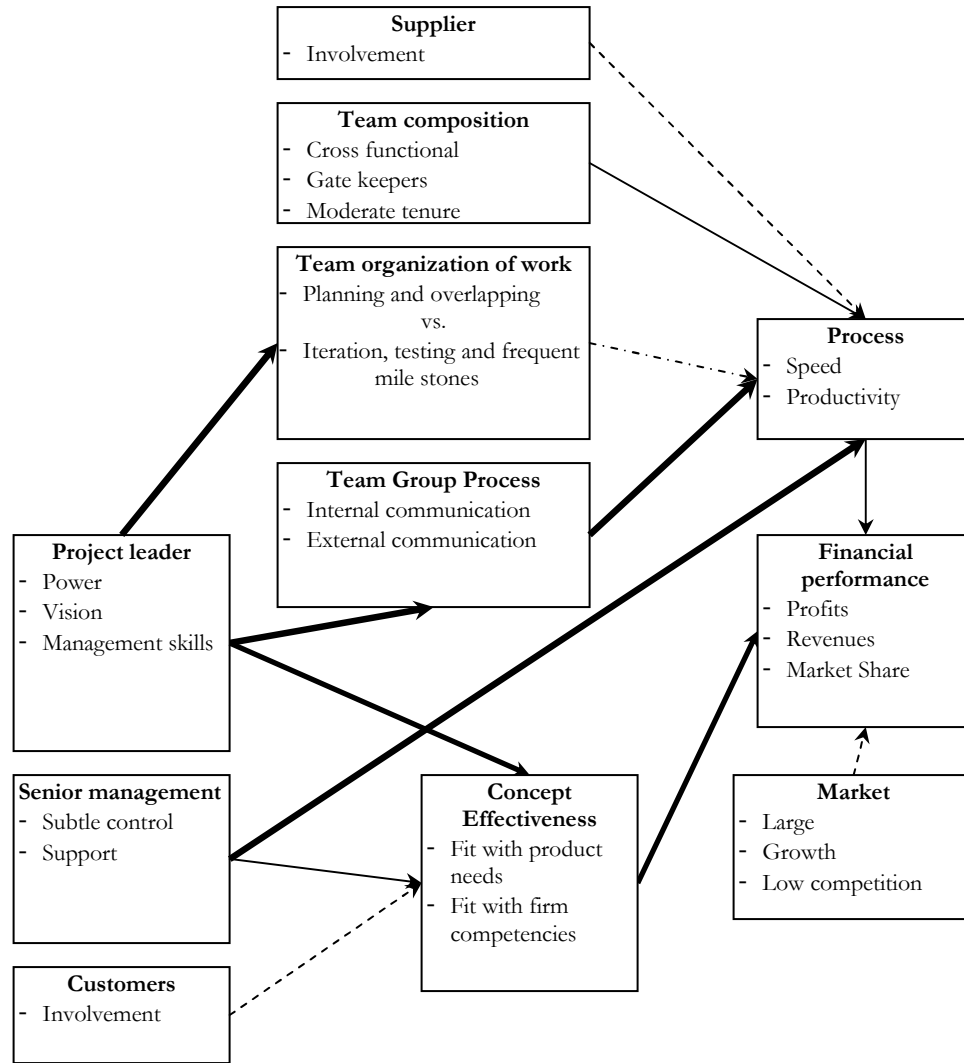 Supplier
- Involvement
Team composition
- Cross functional
- Gate keepers
- Moderate tenure
Team organization of work
- Planning and overlapping
vs.
- Iteration, testing and frequent
mile stones
Process
- Speed
- Productivity
Team Group Process
- Internal communication
- External communication
Project leader
- Power
- Vision
- Management skills
Financial
performance
- Profits
- Revenues
- Market Share
Senior management
- Subtle control
- Support
Concept
Effectiveness
- Fit with product
needs
- Fit with firm
competencies
Market
- Large
- Growth
- Low competition
Customers
- Involvement